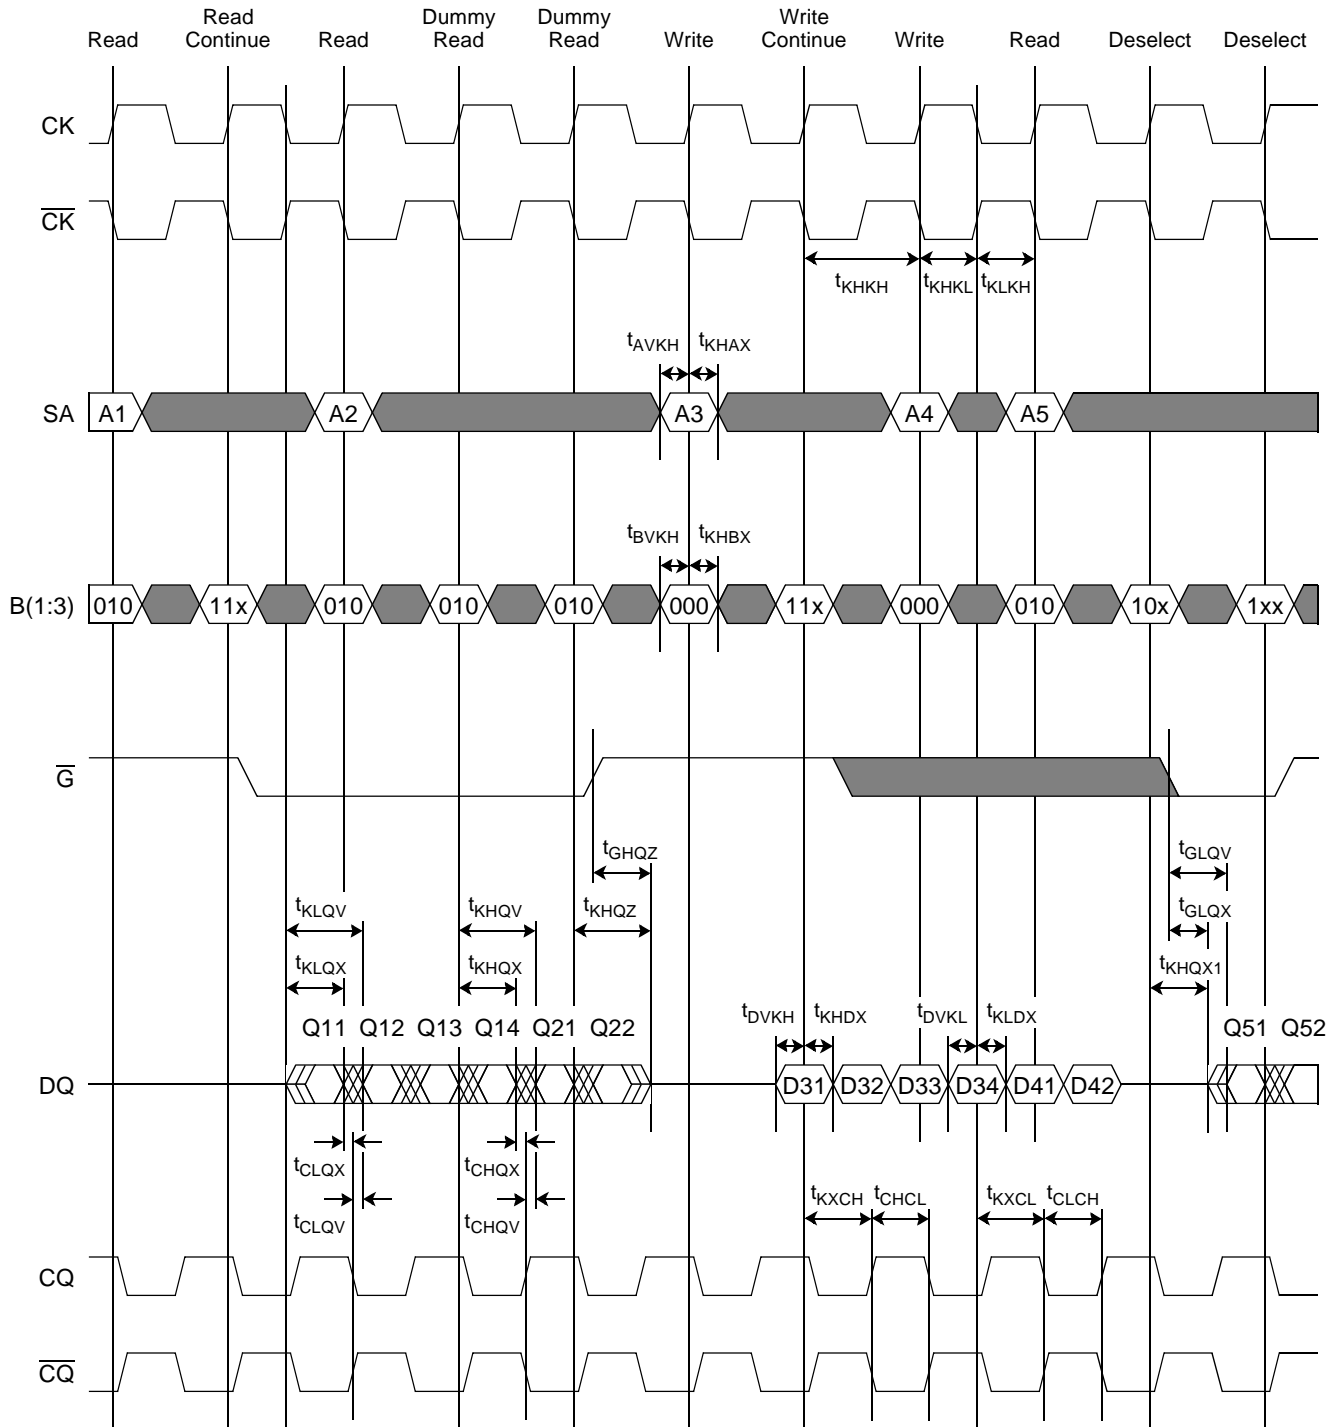 Read Read Continue Read Dummy Read Dummy Read Write Write Continue Write Read Deselect Deselect
CK
C̅K̅
tKHKH tKHKL tKLKH
tAVKH tKHAX
SA A1 A2 A3 A4 A5
tBVKH tKHBX
B(1:3) 010 11x 010 010 010 000 11x 000 010 10x 1xx
G̅
tGHQZ tGLQV
tKLQV tKHQV tKHQZ tGLQX
tKLQX tKHQX tKHQX1
tDVKH tKHDX tDVKL tKLDX
Q11 Q12 Q13 Q14 Q21 Q22 Q51 Q52
DQ D31 D32 D33 D34 D41 D42
tCLQX tCHQX
tKXCH tCHCL tKXCL tCLCH
tCLQV tCHQV
CQ
C̅Q̅